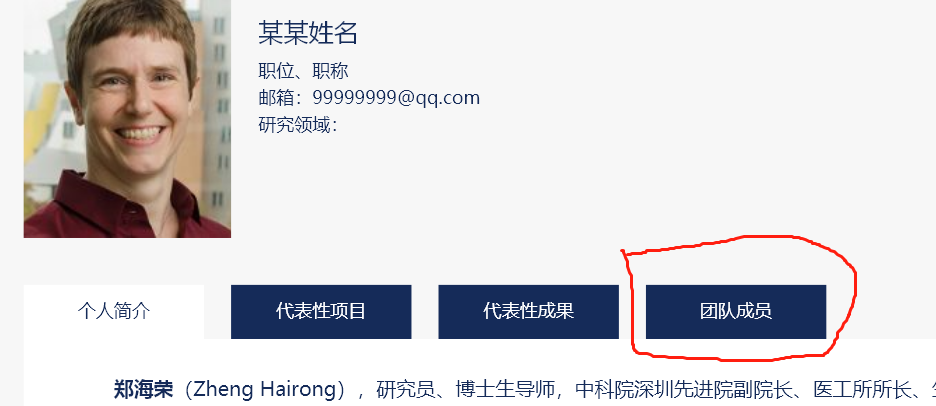 某某姓名
职位、职称
邮箱：99999999@qq.com
研究领域：
个人简介 代表性项目 代表性成果 团队成员
郑海荣（Zheng Hairong），研究员、博士生导师，中科院深圳先进院副院长、医工所所长、